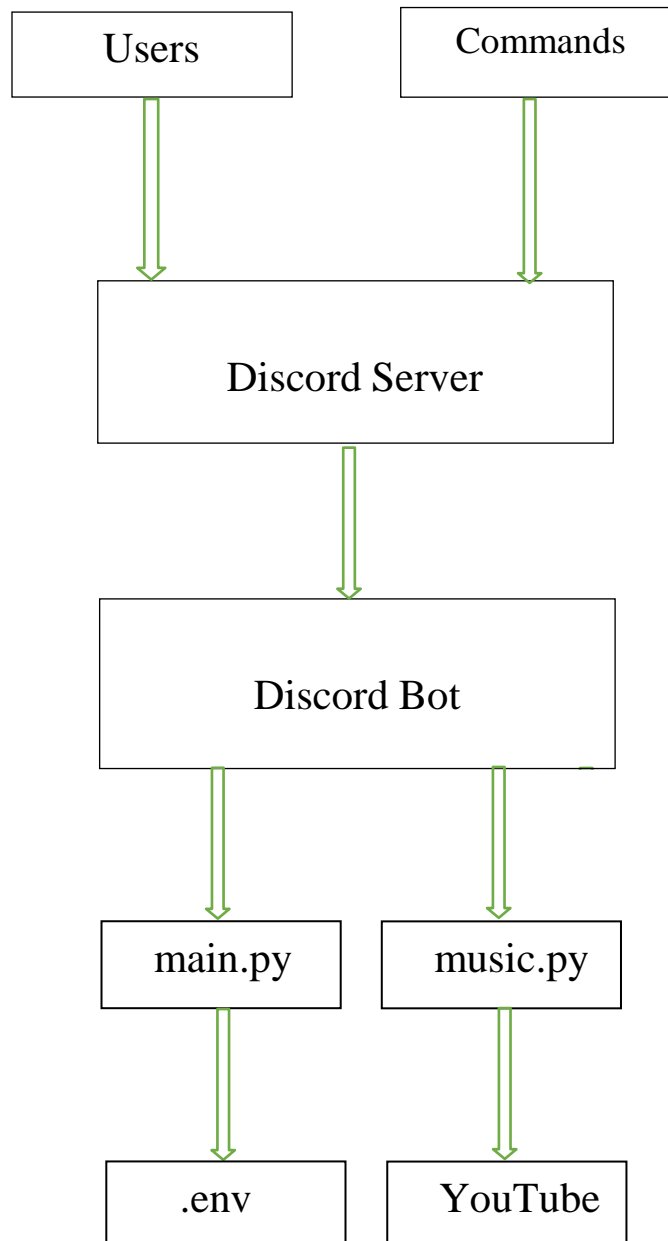 Users
Commands
Discord Server
Discord Bot
main.py
music.py
.env
YouTube